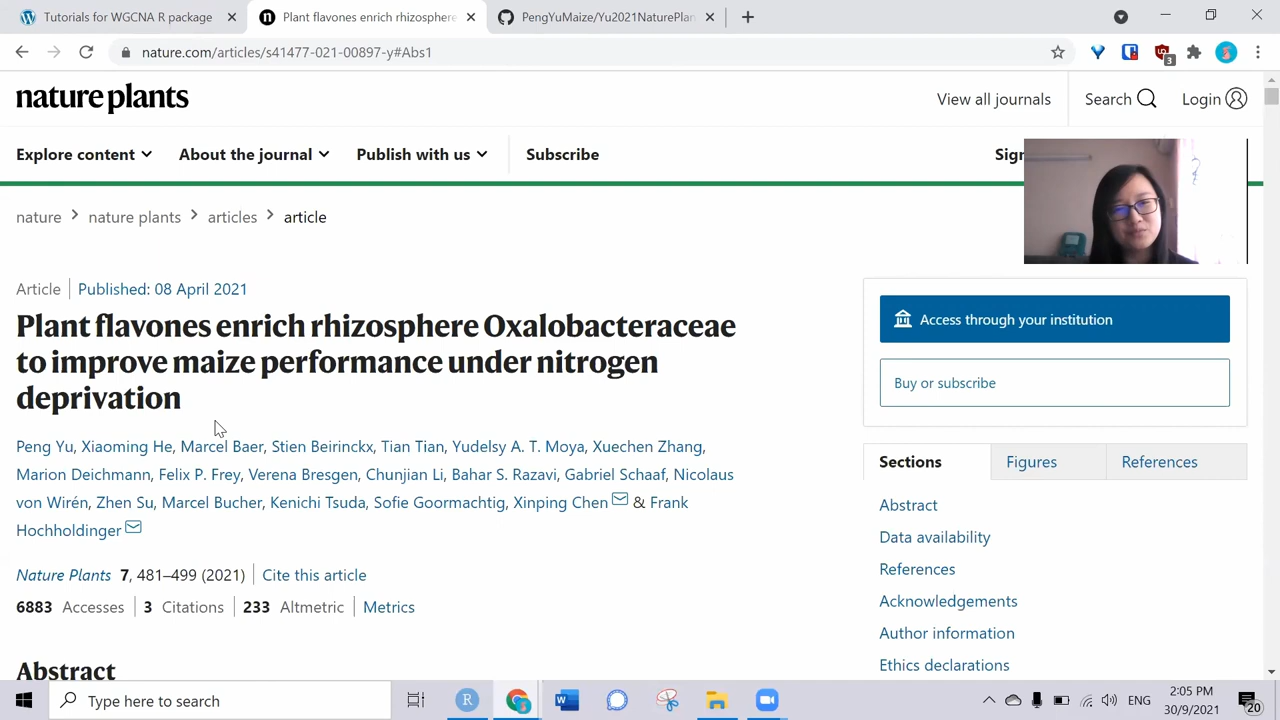 Tutorials for WGCNA R package
Plant flavones enrich rhizosphere
PengYuMaize/Yu2021NaturePlan
nature.com/articles/s41477-021-00897-y#Abs1
3
nature plants
View all journals
Search
Login
Explore content
About the journal
Publish with us
Subscribe
Sign
nature > nature plants > articles > article
Article | Published: 08 April 2021
Plant flavones enrich rhizosphere Oxalobacteraceae
to improve maize performance under nitrogen
deprivation
Peng Yu, Xiaoming He, Marcel Baer, Stien Beirinckx, Tian Tian, Yudelsy A. T. Moya, Xuechen Zhang,
Marion Deichmann, Felix P. Frey, Verena Bresgen, Chunjian Li, Bahar S. Razavi, Gabriel Schaaf, Nicolaus
von Wirén, Zhen Su, Marcel Bucher, Kenichi Tsuda, Sofie Goormachtig, Xinping Chen & Frank
Hochholdinger
Nature Plants 7, 481–499 (2021) | Cite this article
6883 Accesses | 3 Citations | 233 Altmetric | Metrics
Abstract
Access through your institution
Buy or subscribe
Sections
Figures
References
Abstract
Data availability
References
Acknowledgements
Author information
Ethics declarations
Type here to search
R
W
ENG
2:05 PM
30/9/2021
20